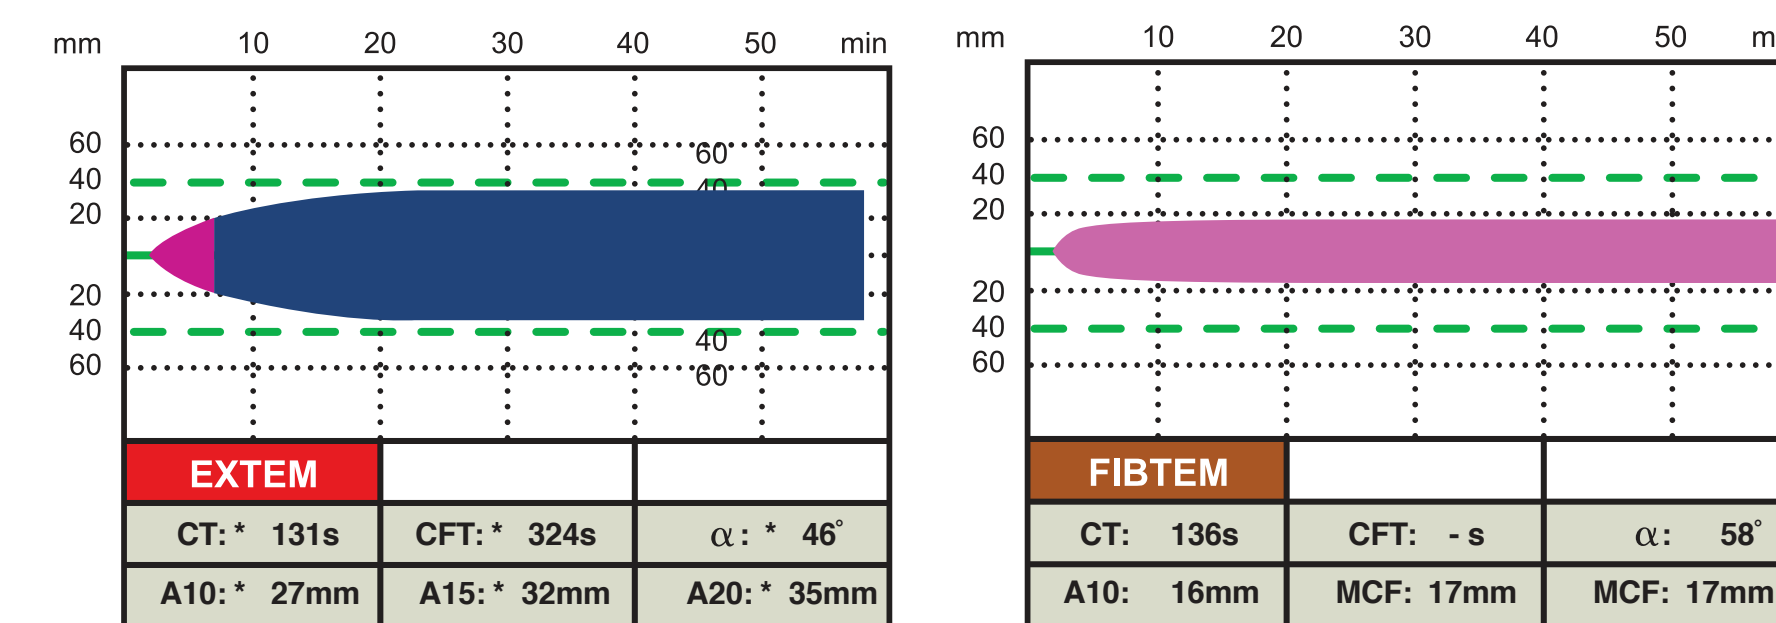 mm 10 20 30 40 50 min
60
60
40
40
20
20
40
40
60
60
EXTEM
CT: * 131s CFT: * 324s α: * 46°
A10: * 27mm A15: * 32mm A20: * 35mm
mm 10 20 30 40 50 m
60
40
20
20
40
60
FIBTEM
CT: 136s CFT: - s α: 58°
A10: 16mm MCF: 17mm MCF: 17mm